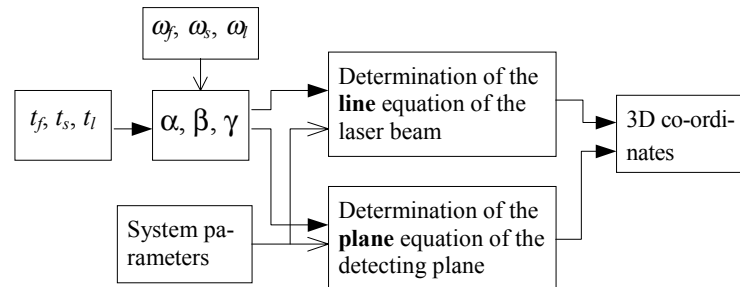 ωf, ωs, ωl
tf, ts, tl
α, β, γ
Determination of the
line equation of the
laser beam
3D co-ordi-
nates
System pa-
rameters
Determination of the
plane equation of the
detecting plane